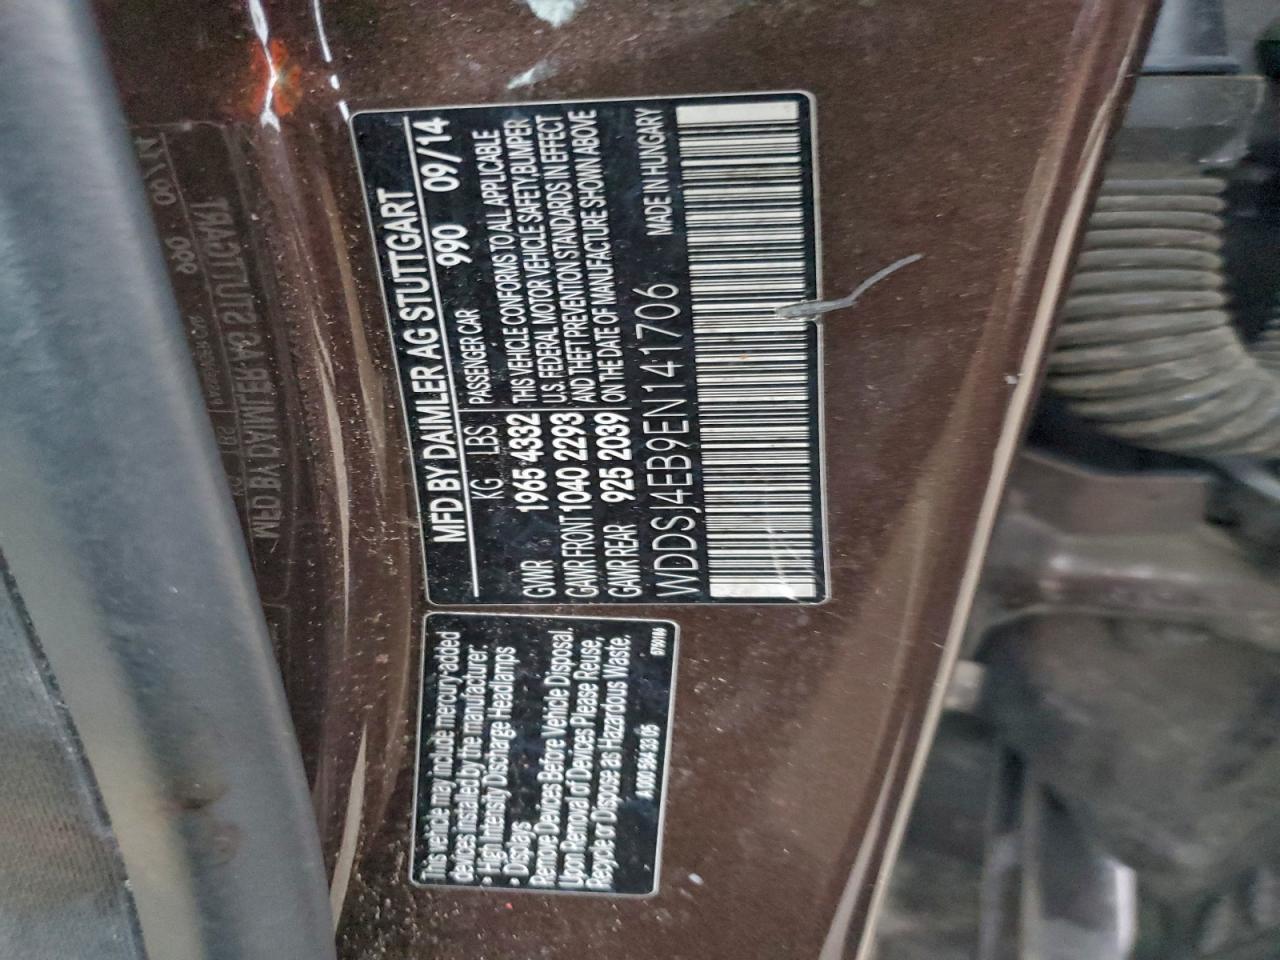 MFD BY DAIMLER AG STUTTGART
KG LBS PASSENGER CAR 990 09/14
GVWR 1965 4332 THIS VEHICLE CONFORMS TO ALL APPLICABLE
GAWR FRONT 1040 2293 U.S. FEDERAL MOTOR VEHICLE SAFETY, BUMPER
GAWR REAR 925 2039 AND THEFT PREVENTION STANDARDS IN EFFECT
ON THE DATE OF MANUFACTURE SHOWN ABOVE
WDDSJ4EB9EN141706 MADE IN HUNGARY
This vehicle may include mercury-added
devices installed by the manufacturer:
• High Intensity Discharge Headlamps
• Displays
Remove Devices Before Vehicle Disposal.
Upon Removal of Devices Please Reuse,
Recycle or Dispose as Hazardous Waste.
A 000 584 33 05